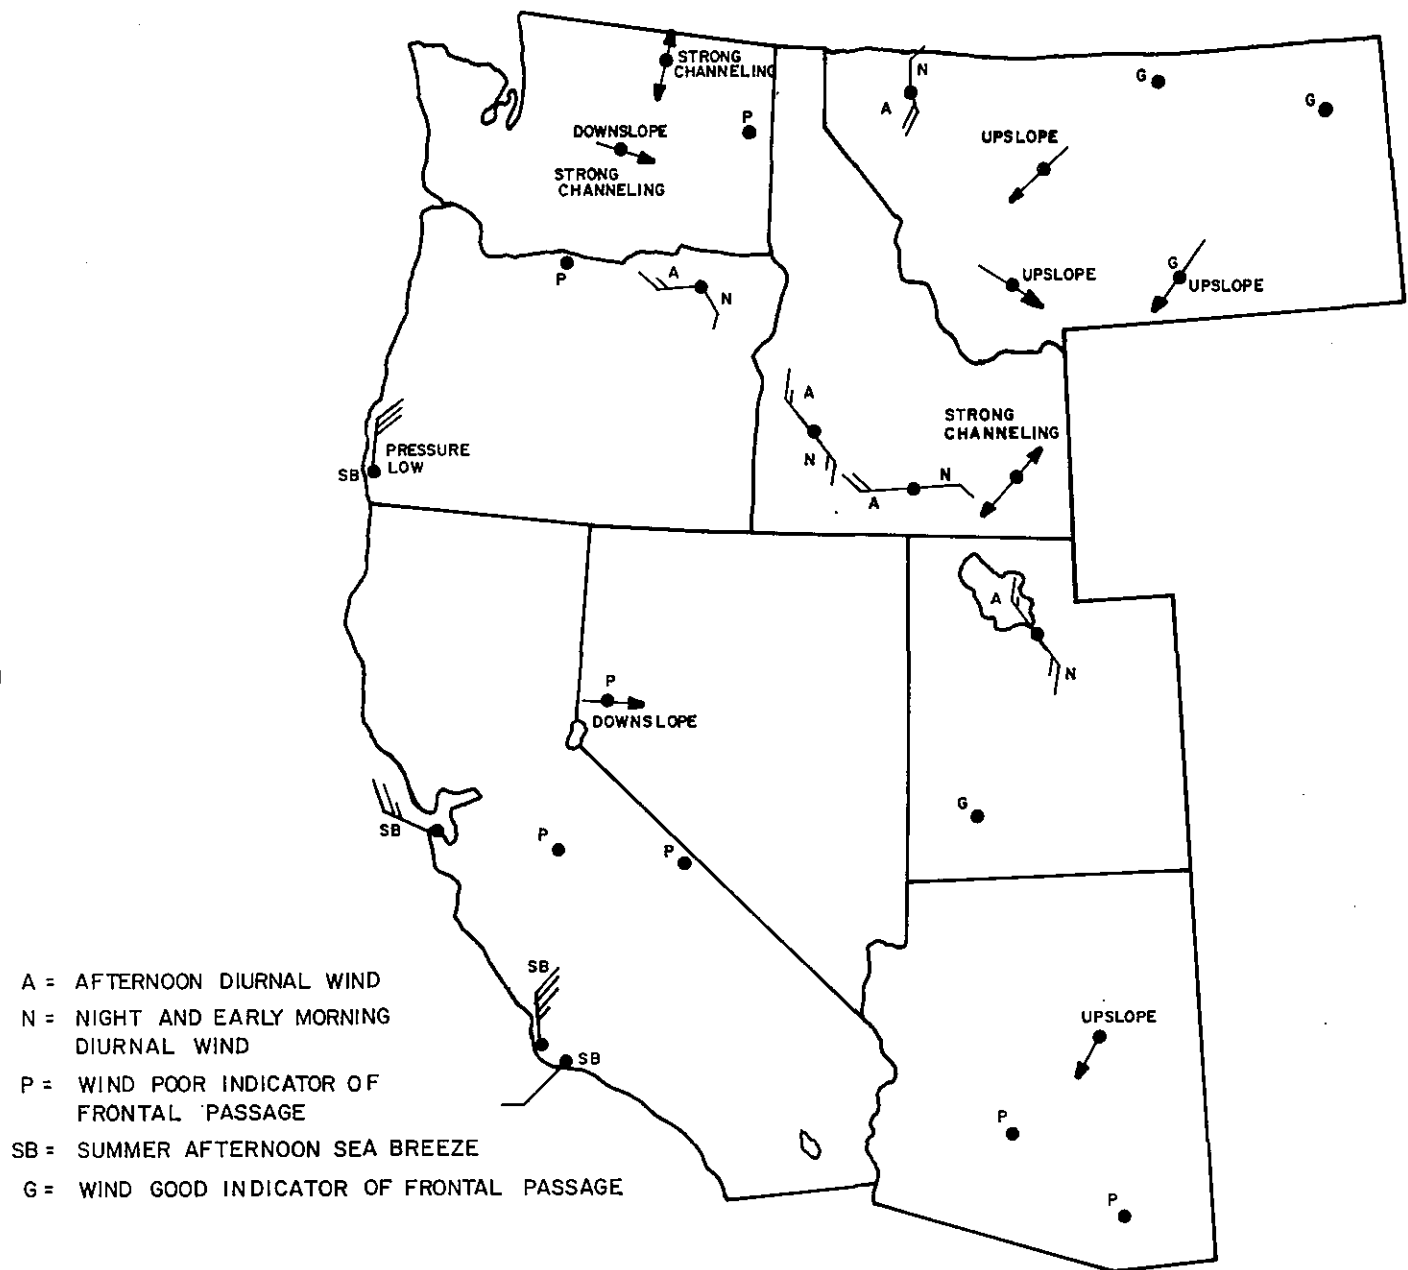 STRONG
CHANNELING
N
A
G
G
P
DOWNSLOPE
STRONG
CHANNELING
UPSLOPE
P
A
N
UPSLOPE
G
UPSLOPE
A
N
STRONG
CHANNELING
SB
PRESSURE
LOW
A
N
A
N
P
DOWNSLOPE
G
SB
P
P
SB
SB
UPSLOPE
P
P
A = AFTERNOON DIURNAL WIND
N = NIGHT AND EARLY MORNING
DIURNAL WIND
P = WIND POOR INDICATOR OF
FRONTAL PASSAGE
SB = SUMMER AFTERNOON SEA BREEZE
G = WIND GOOD INDICATOR OF FRONTAL PASSAGE